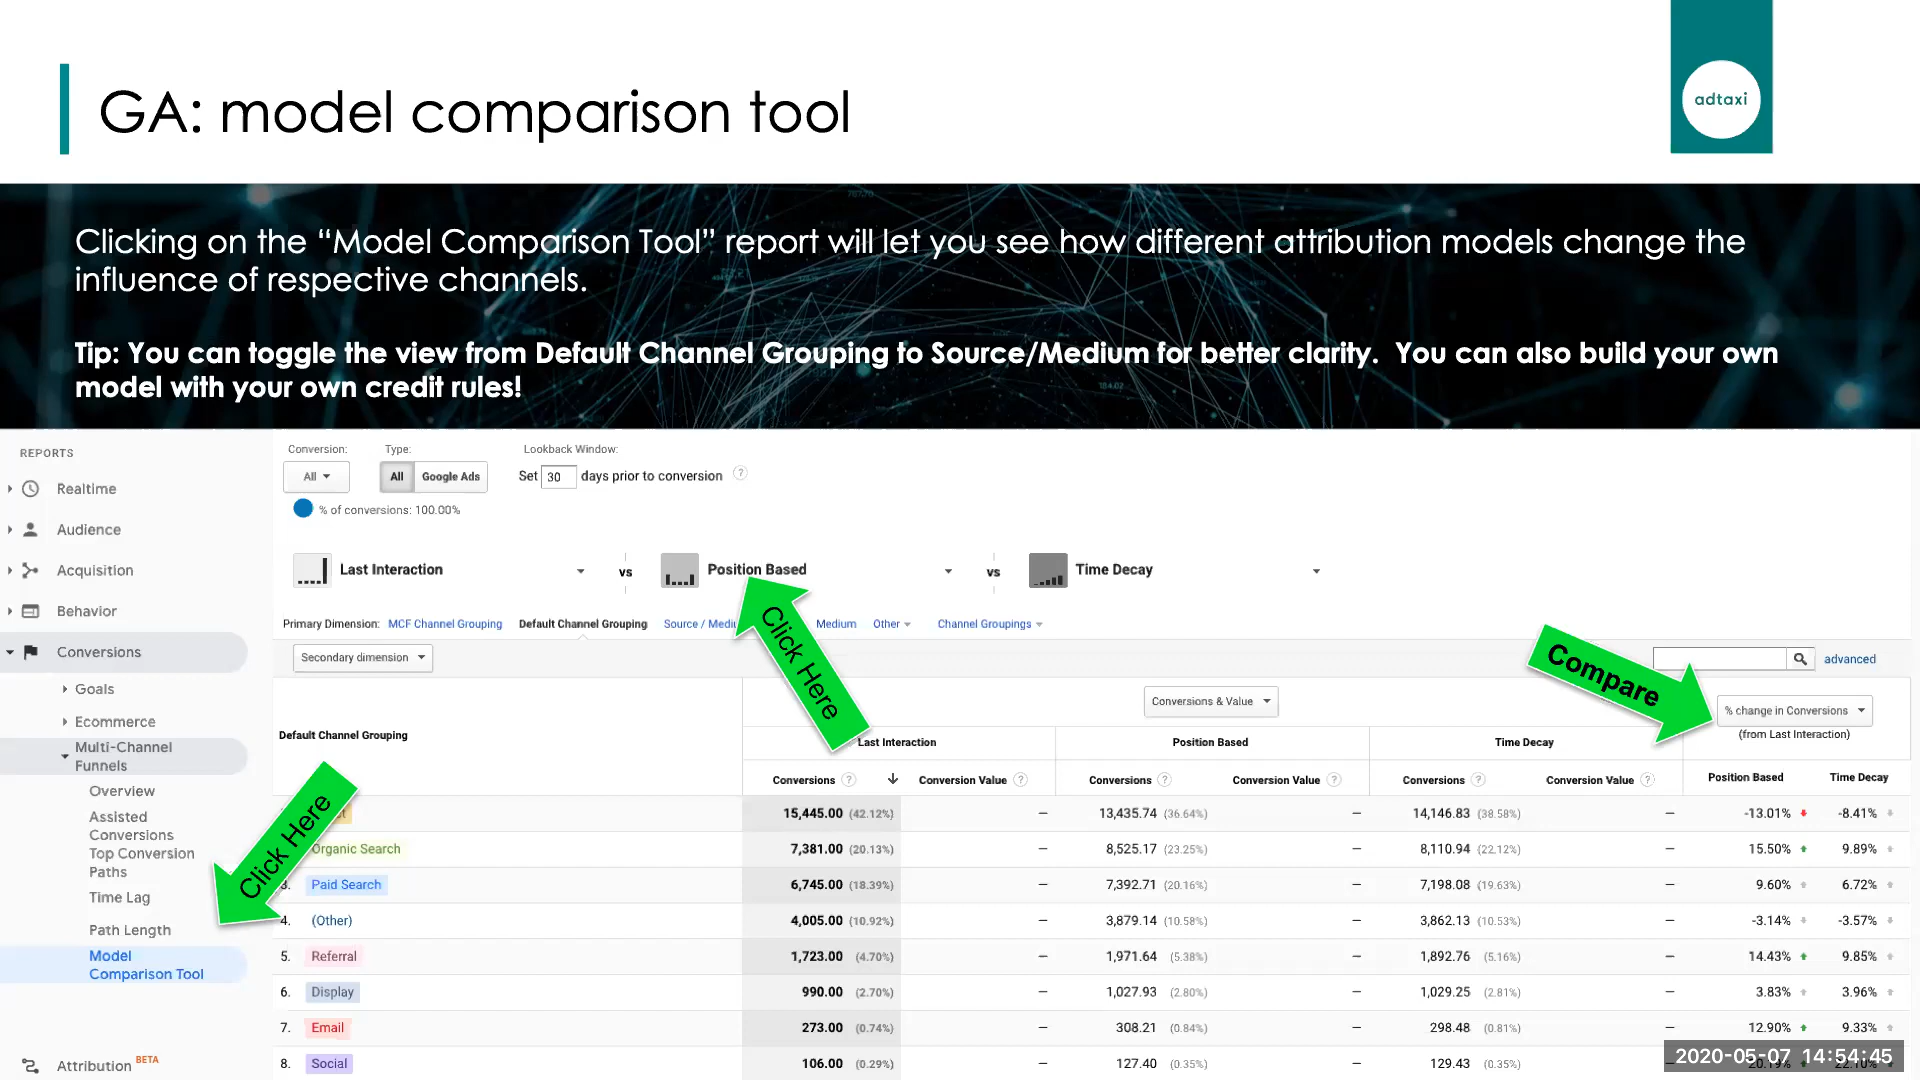 GA: model comparison tool
adtaxi
Clicking on the “Model Comparison Tool” report will let you see how different attribution models change the
influence of respective channels.
Tip: You can toggle the view from Default Channel Grouping to Source/Medium for better clarity. You can also build your own
model with your own credit rules!
REPORTS
Realtime
Audience
Acquisition
Behavior
Conversions
Goals
Ecommerce
Multi-Channel
Funnels
Overview
Assisted
Conversions
Top Conversion
Paths
Time Lag
Path Length
Model
Comparison Tool
Attribution BETA
Click Here
Conversion: Type: Lookback Window:
All All Google Ads Set 30 days prior to conversion ?
% of conversions: 100.00%
Last Interaction vs Position Based vs Time Decay
Click Here
Primary Dimension: MCF Channel Grouping Default Channel Grouping Source / Medium Other Channel Groupings
Secondary dimension
advanced
Compare
Conversions & Value % change in Conversions
(from Last Interaction)
Default Channel Grouping
Last Interaction Position Based Time Decay
Conversions ? Conversion Value ? Conversions ? Conversion Value ? Conversions ? Conversion Value ? Position Based Time Decay
15,445.00 (42.12%) — 13,435.74 (36.64%) — 14,146.83 (38.58%) — -13.01% -8.41%
Organic Search 7,381.00 (20.13%) — 8,525.17 (23.25%) — 8,110.94 (22.12%) — 15.50% 9.89%
3. Paid Search 6,745.00 (18.39%) — 7,392.71 (20.16%) — 7,198.08 (19.63%) — 9.60% 6.72%
4. (Other) 4,005.00 (10.92%) — 3,879.14 (10.58%) — 3,862.13 (10.53%) — -3.14% -3.57%
5. Referral 1,723.00 (4.70%) — 1,971.64 (5.38%) — 1,892.76 (5.16%) — 14.43% 9.85%
6. Display 990.00 (2.70%) — 1,027.93 (2.80%) — 1,029.25 (2.81%) — 3.83% 3.96%
7. Email 273.00 (0.74%) — 308.21 (0.84%) — 298.48 (0.81%) — 12.90% 9.33%
8. Social 106.00 (0.29%) — 127.40 (0.35%) — 129.43 (0.35%) —
2020-05-07 14:54:45